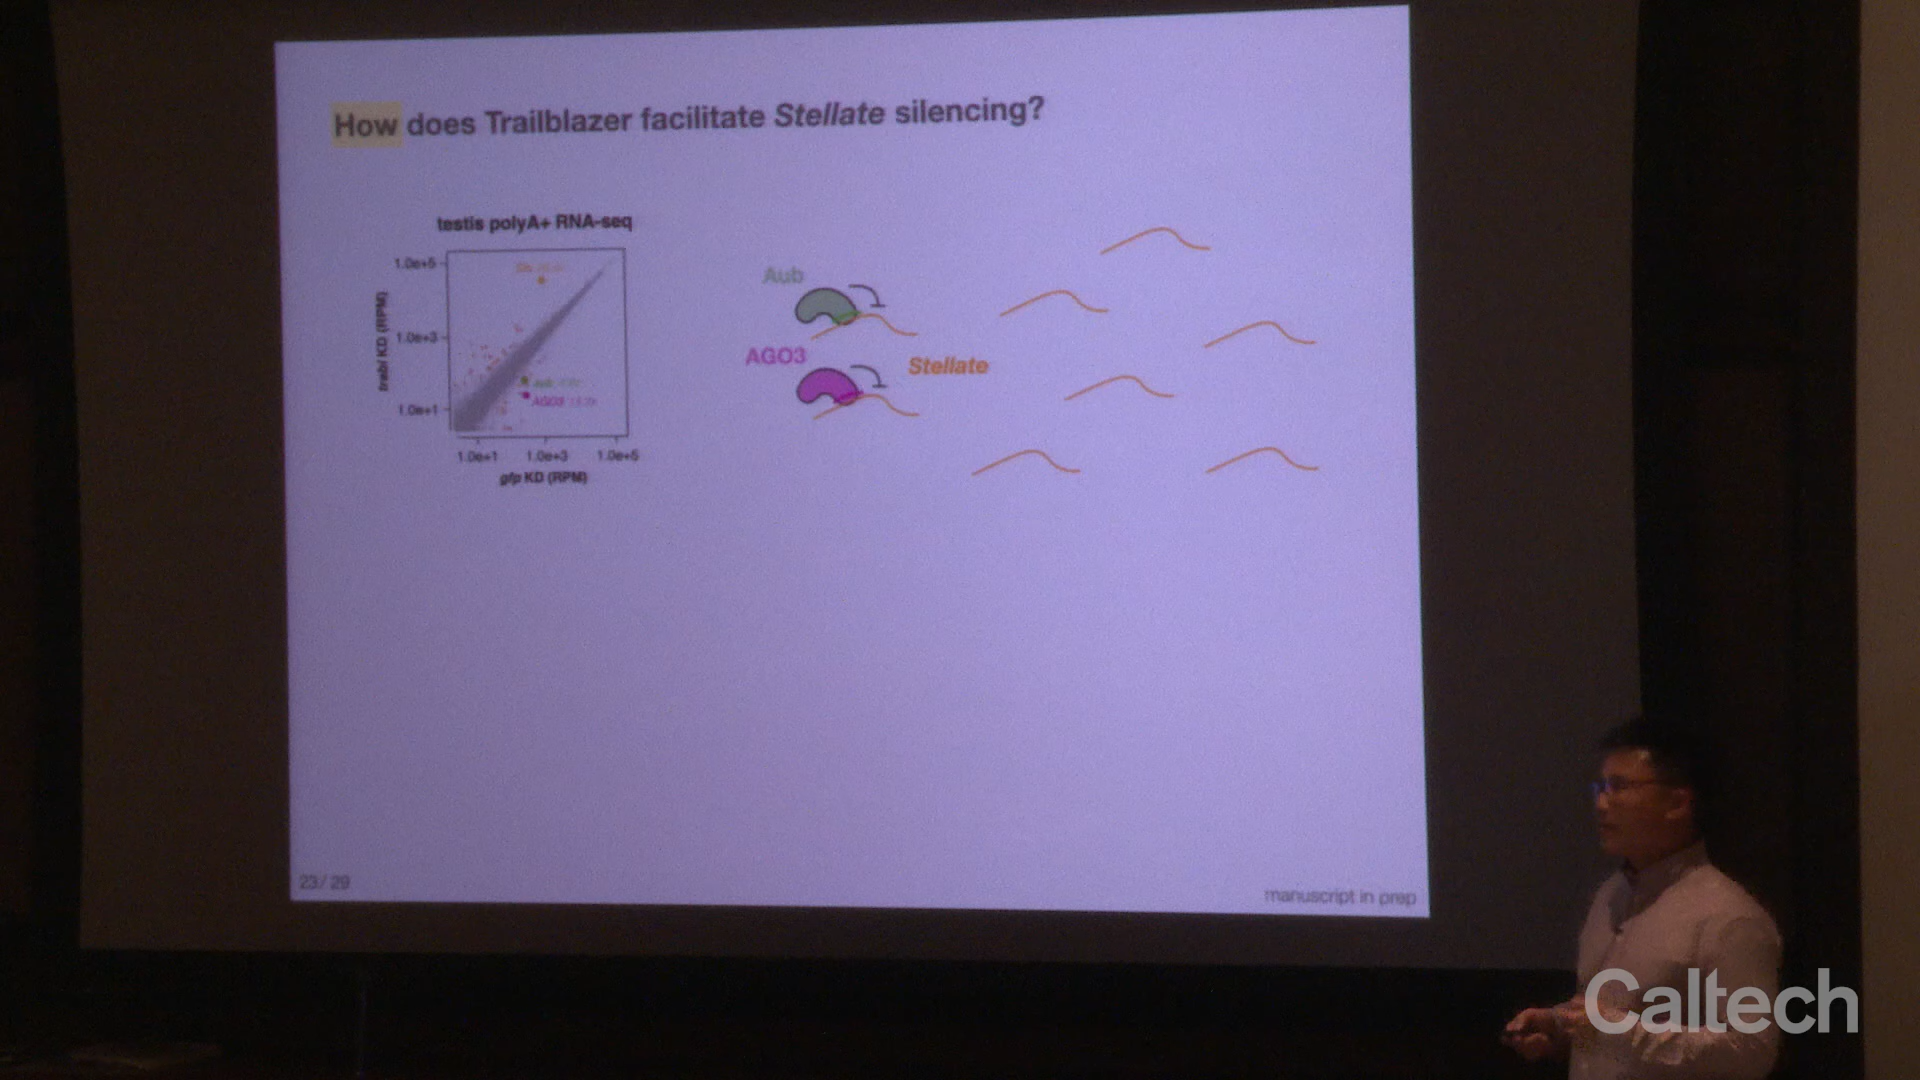 How does Trailblazer facilitate Stellate silencing?
testis polyA+ RNA-seq
1.0e+5
1.0e+3
1.0e+1
trabl KD (RPM)
AGO3
1.0e+1 1.0e+3 1.0e+5
gfp KD (RPM)
Aub
AGO3
Stellate
23 / 29
manuscript in prep
Caltech